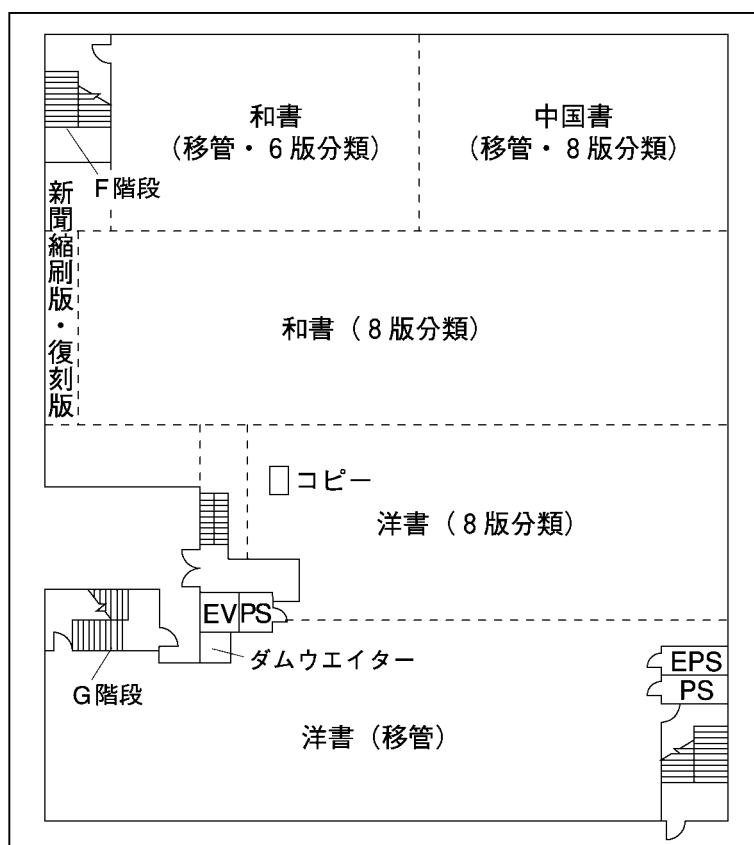 和書
（移管・６版分類）
中国書
（移管・８版分類）
F階段
新聞縮刷版・復刻版
和書（８版分類）
コピー
洋書（８版分類）
EV
PS
ダムウエイター
G階段
EPS
PS
洋書（移管）